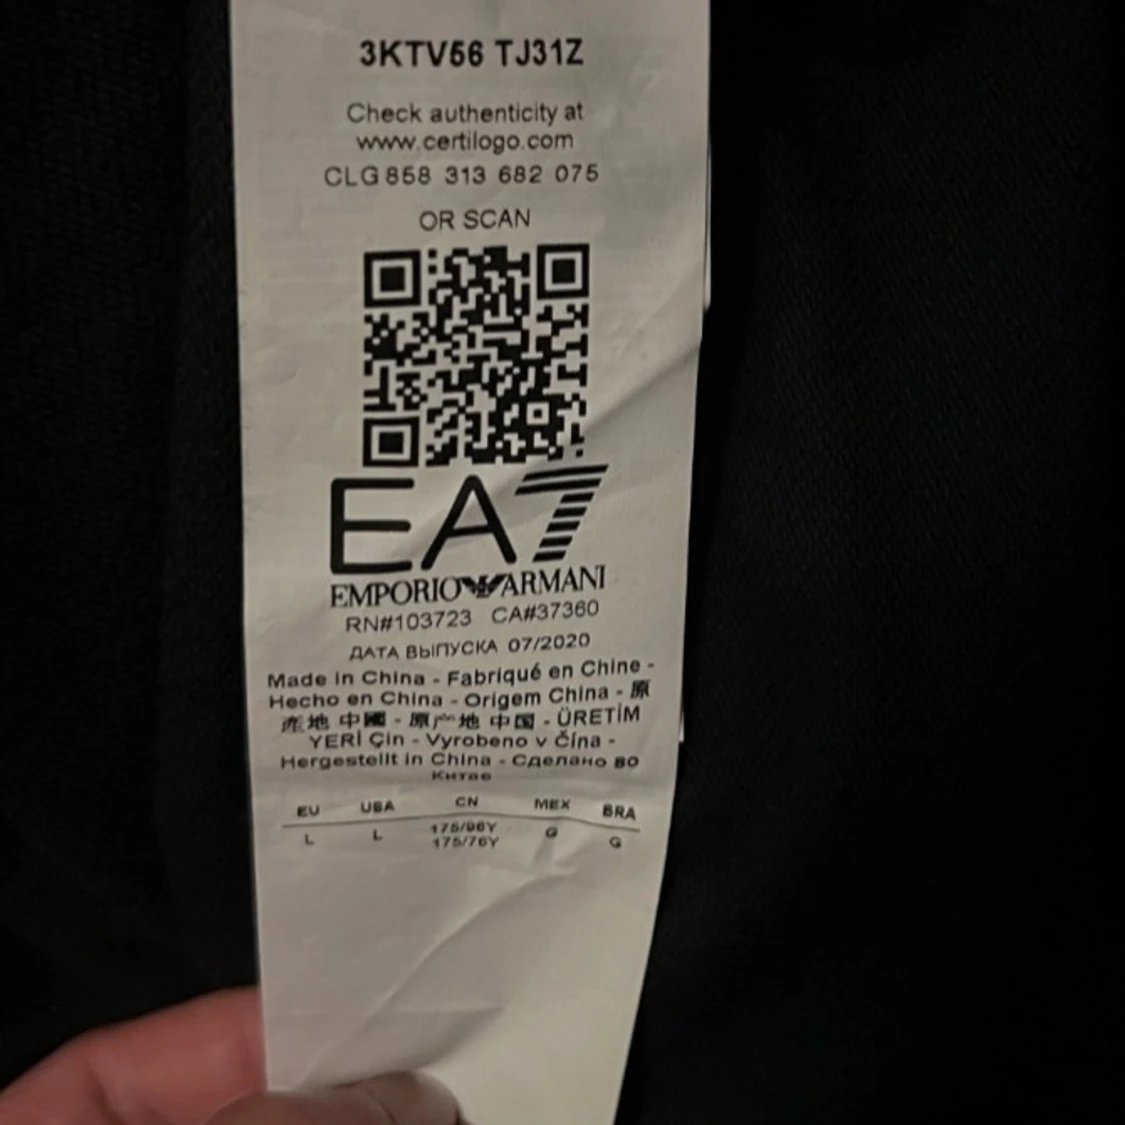 3KTV56 TJ31Z
Check authenticity at
www.certilogo.com
CLG 858 313 682 075
OR SCAN
EA7
EMPORIO ARMANI
RN#103723 CA#37360
ДАТА ВЫПУСКА 07/2020
Made in China - Fabriqué en Chine -
Hecho en China - Origem China - 原
產地 中國 - 原产地 中国 - ÜRETİM
YERİ Çin - Vyrobeno v Čína -
Hergestellt in China - Сделано во
Китае
EU USA CN MEX BRA
L L 175/96Y G G
175/76Y